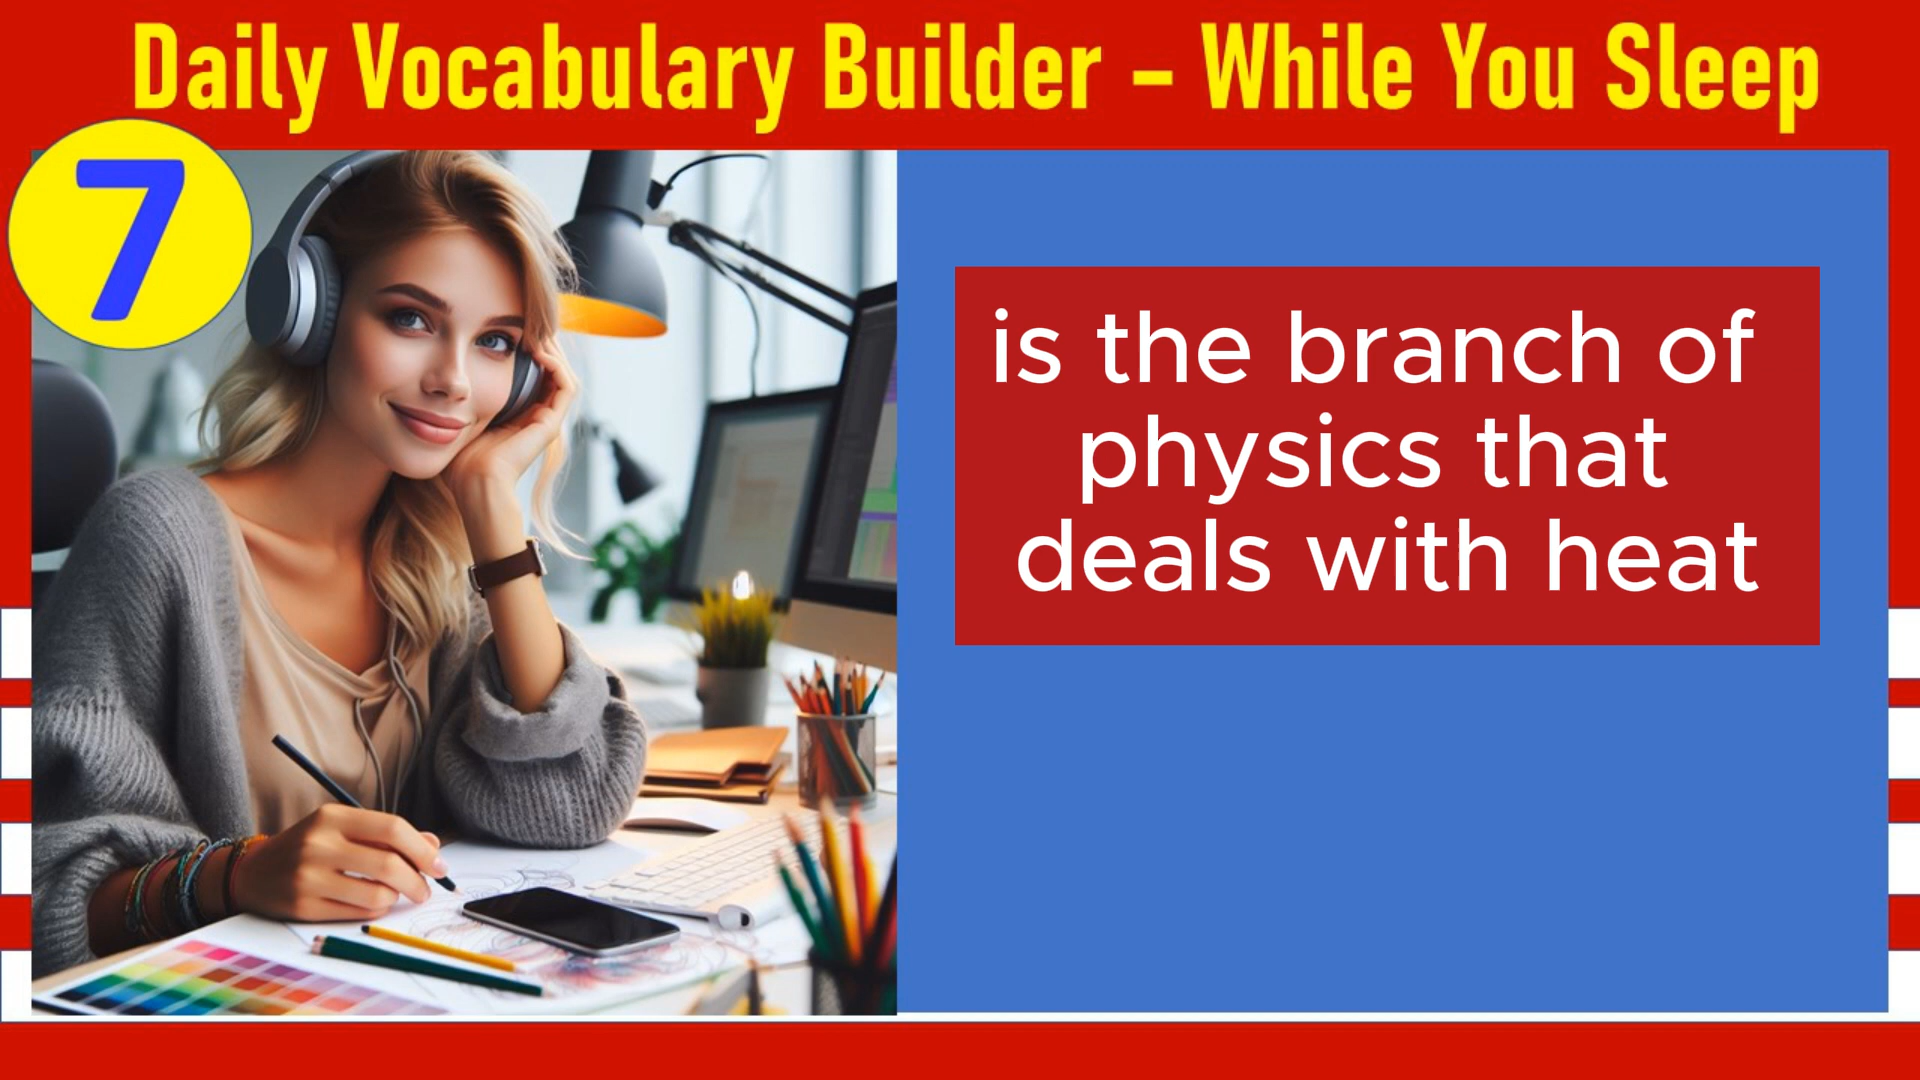 Daily Vocabulary Builder – While You Sleep
7
is the branch of
physics that
deals with heat